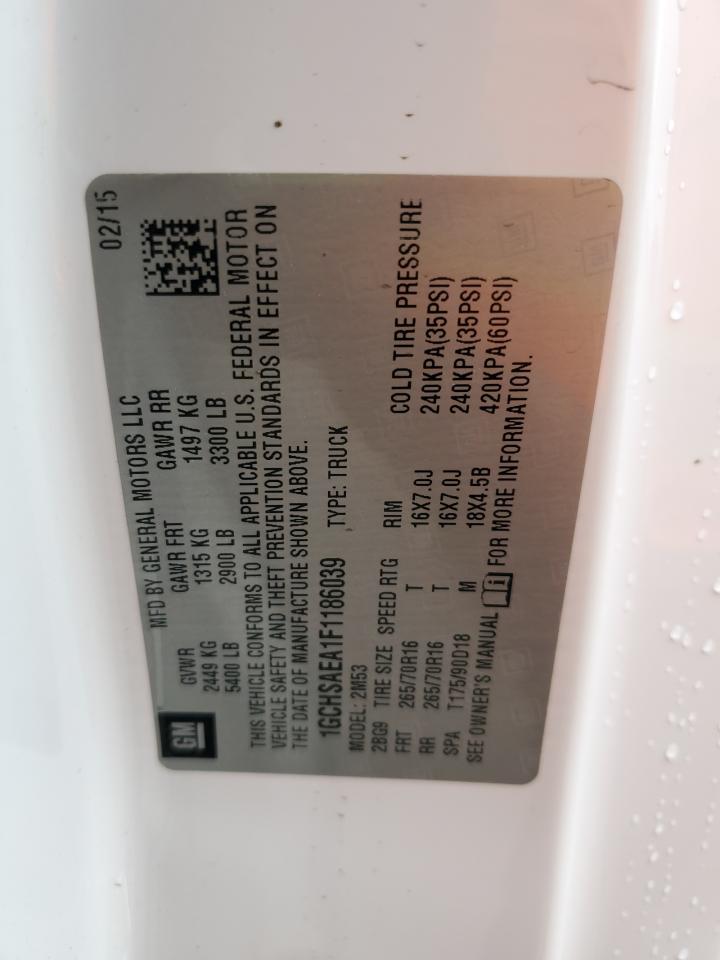 02/15
GM
MFD BY GENERAL MOTORS LLC
GVWR GAWR FRT GAWR RR
2449 KG 1315 KG 1497 KG
5400 LB 2900 LB 3300 LB
THIS VEHICLE CONFORMS TO ALL APPLICABLE U.S. FEDERAL MOTOR
VEHICLE SAFETY AND THEFT PREVENTION STANDARDS IN EFFECT ON
THE DATE OF MANUFACTURE SHOWN ABOVE.
1GCHSAEA1F1186039 TYPE: TRUCK
MODEL: 2M53
2BG9 TIRE SIZE SPEED RTG RIM COLD TIRE PRESSURE
FRT 265/70R16 T 16X7.0J 240KPA(35PSI)
RR 265/70R16 T 16X7.0J 240KPA(35PSI)
SPA T175/90D18 M 18X4.5B 420KPA(60PSI)
SEE OWNER'S MANUAL i FOR MORE INFORMATION.